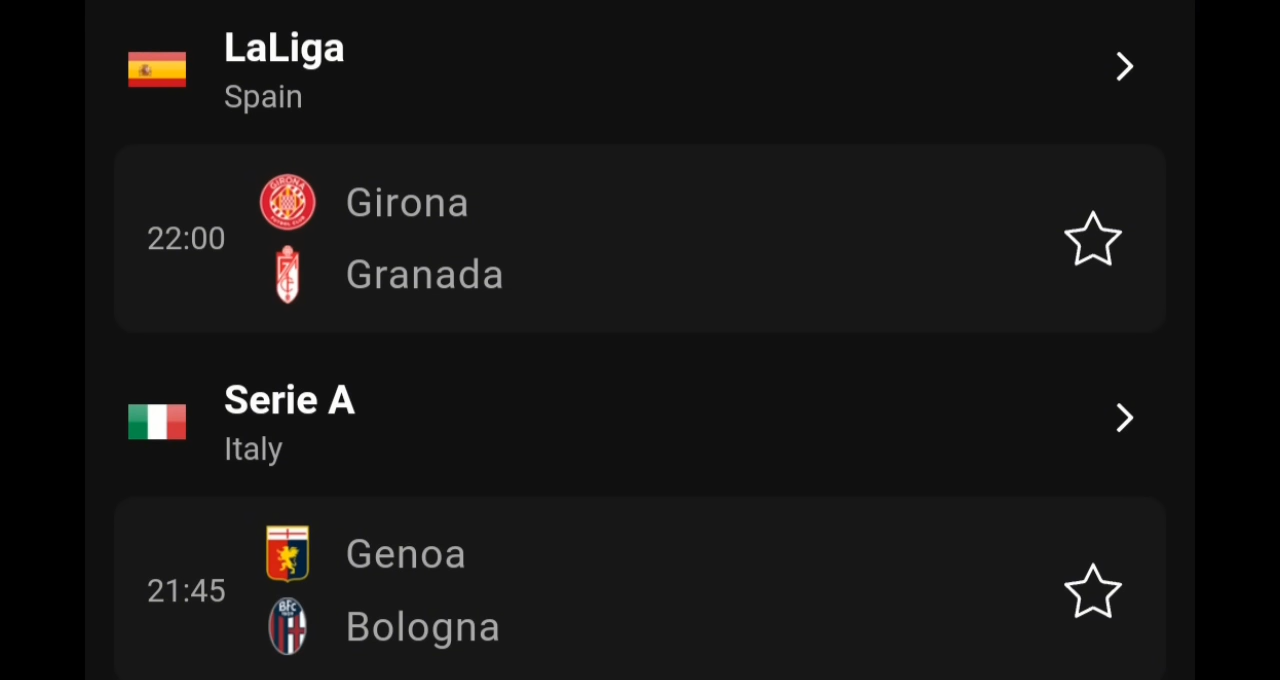 LaLiga
Spain
22:00
Girona
Granada
Serie A
Italy
21:45
Genoa
Bologna